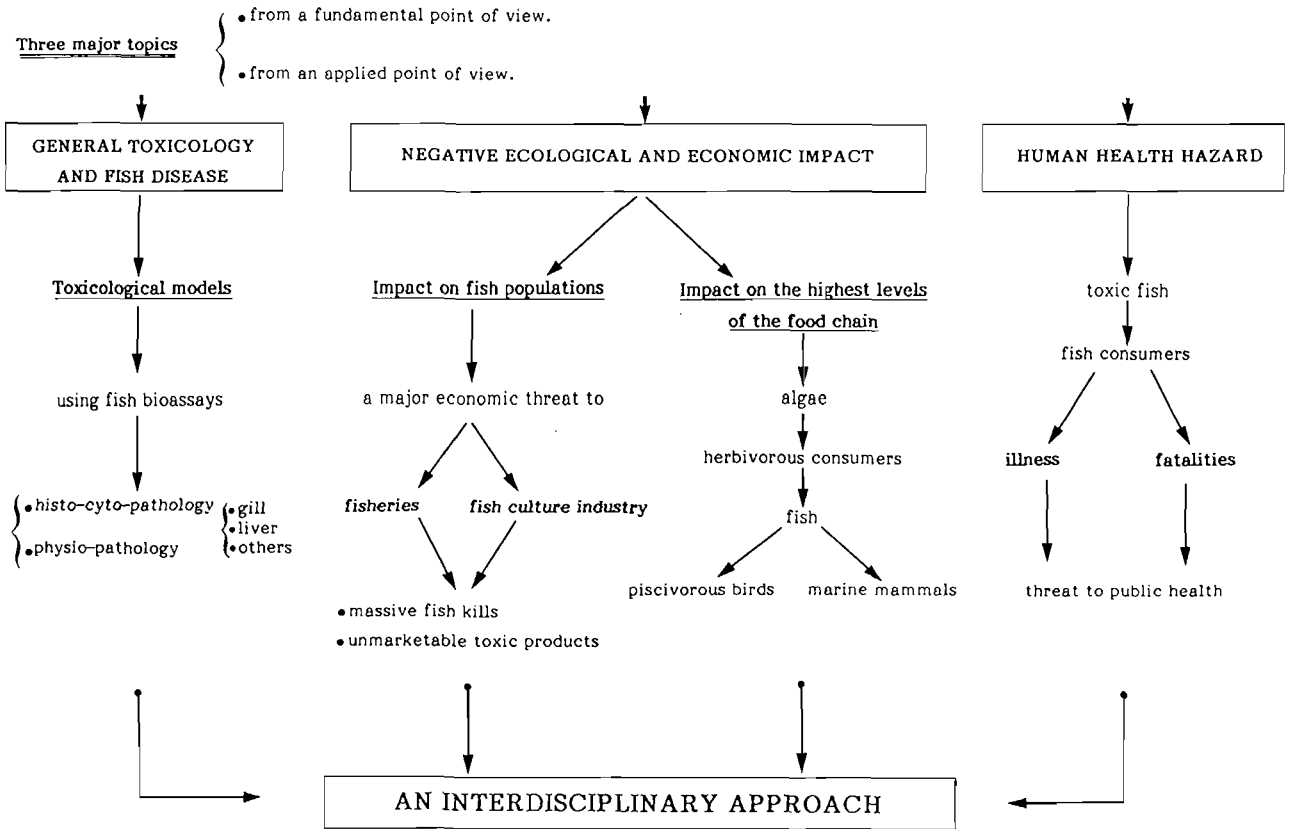 • from a fundamental point of view.
Three major topics
• from an applied point of view.
GENERAL TOXICOLOGY
AND FISH DISEASE
Toxicological models
using fish bioassays
• histo-cyto-pathology
• physio-pathology
• gill
• liver
• others
NEGATIVE ECOLOGICAL AND ECONOMIC IMPACT
Impact on fish populations
a major economic threat to
fisheries
fish culture industry
• massive fish kills
• unmarketable toxic products
Impact on the highest levels
of the food chain
algae
herbivorous consumers
fish
piscivorous birds
marine mammals
HUMAN HEALTH HAZARD
toxic fish
fish consumers
illness
fatalities
threat to public health
AN INTERDISCIPLINARY APPROACH